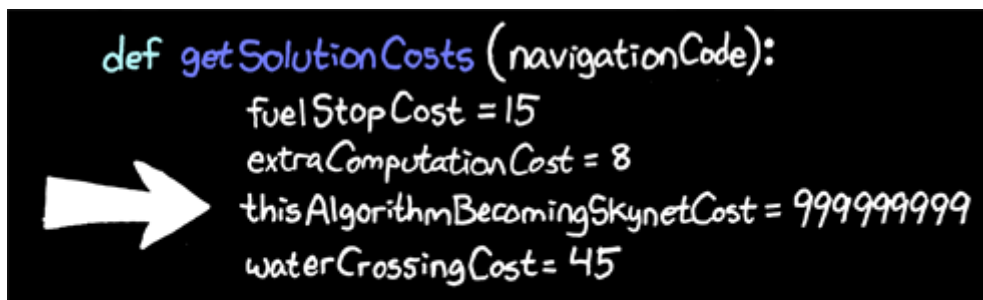 def getSolutionCosts (navigationCode):
fuelStopCost = 15
extraComputationCost = 8
thisAlgorithmBecomingSkynetCost = 999999999
waterCrossingCost = 45